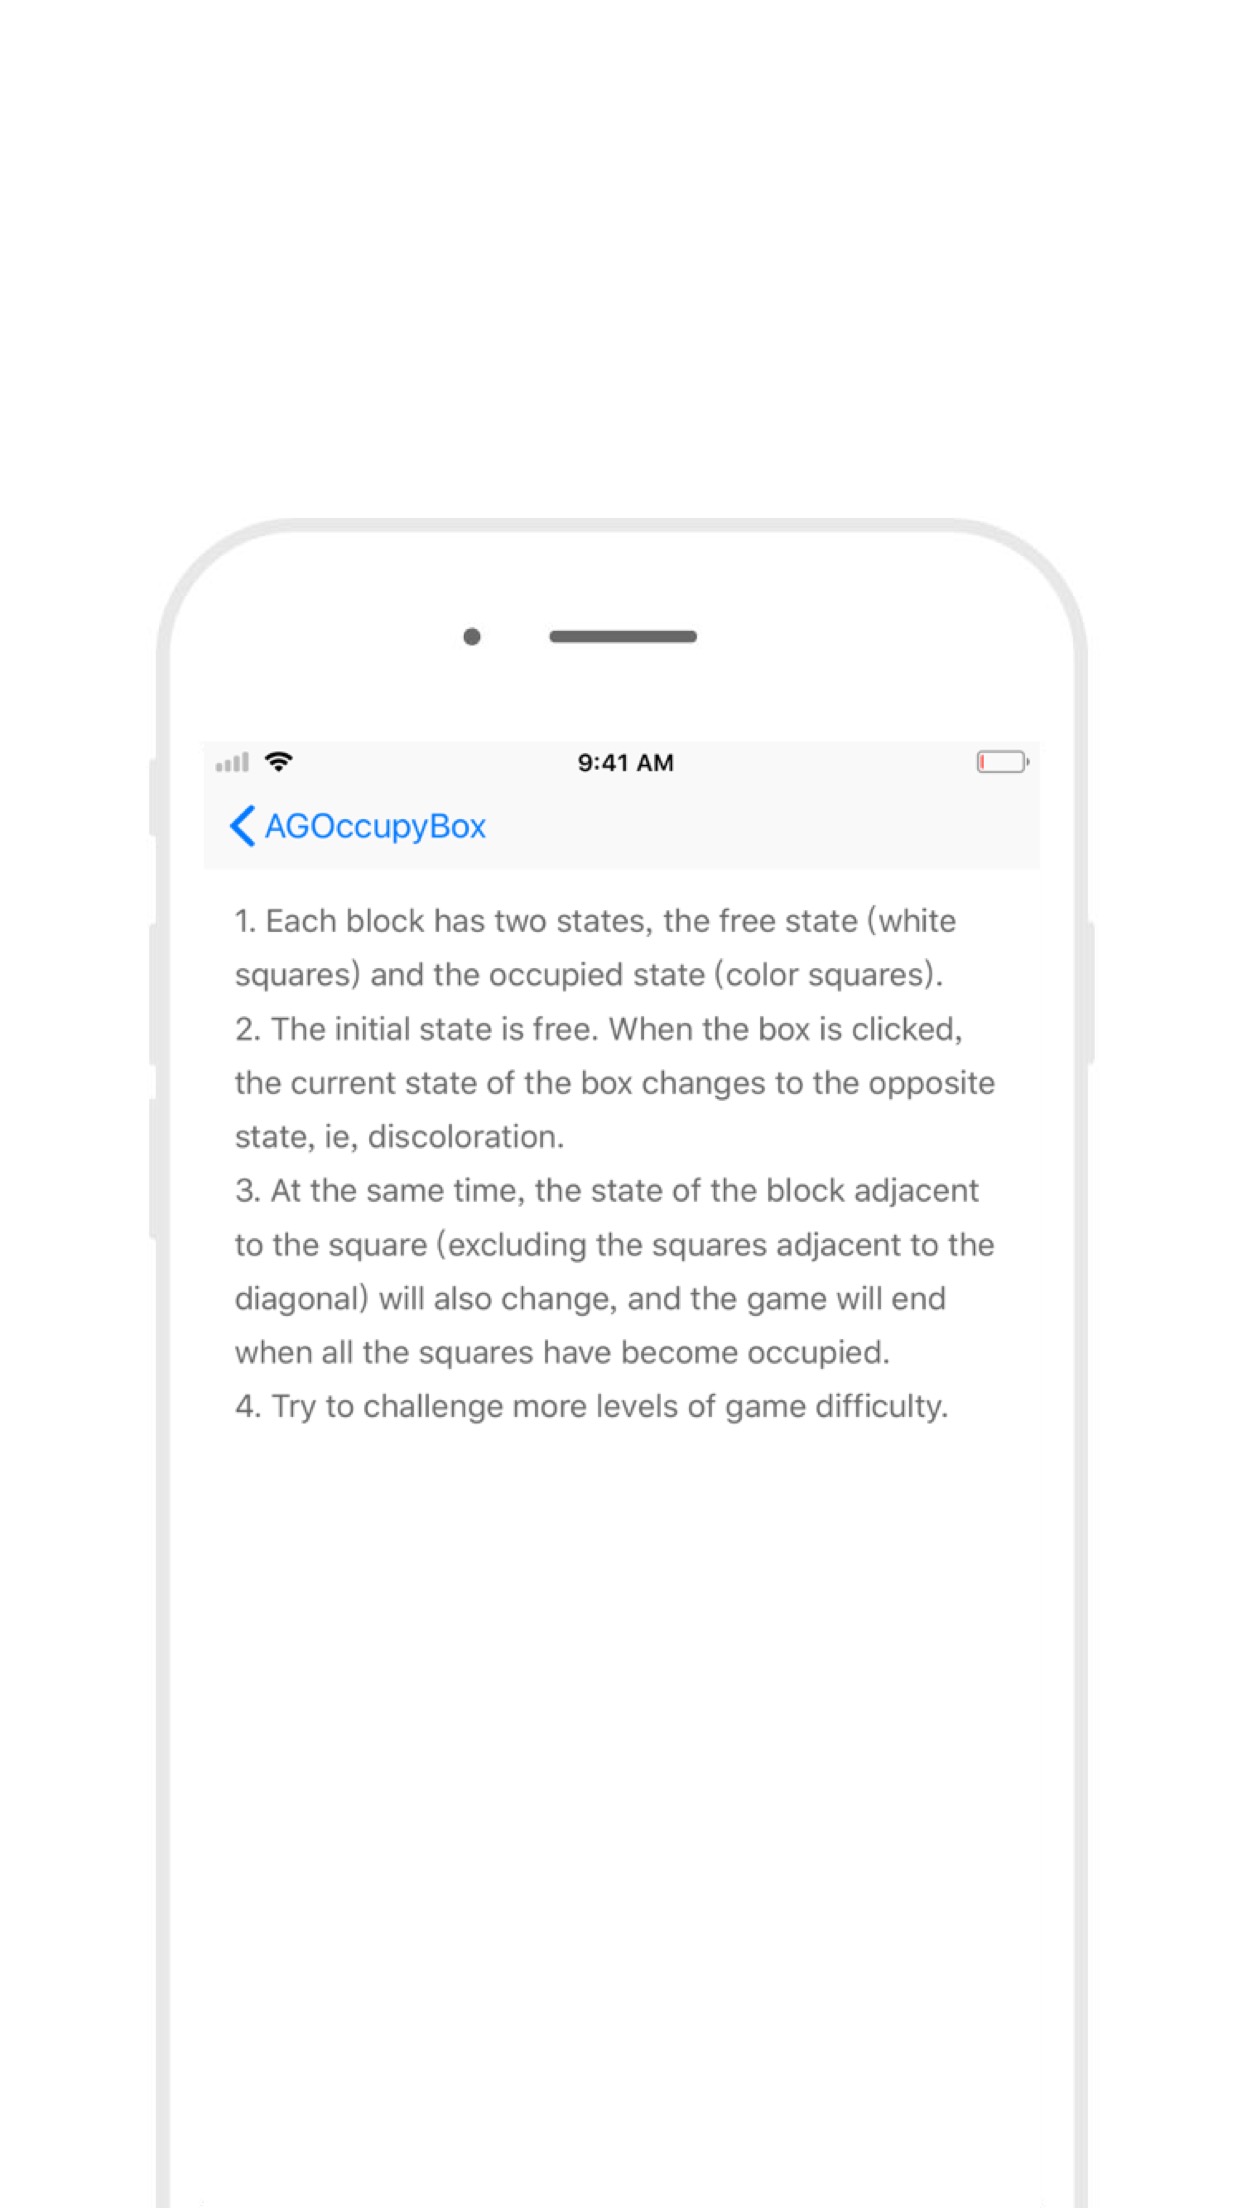 9:41 AM
AGOccupyBox
1. Each block has two states, the free state (white
squares) and the occupied state (color squares).
2. The initial state is free. When the box is clicked,
the current state of the box changes to the opposite
state, ie, discoloration.
3. At the same time, the state of the block adjacent
to the square (excluding the squares adjacent to the
diagonal) will also change, and the game will end
when all the squares have become occupied.
4. Try to challenge more levels of game difficulty.